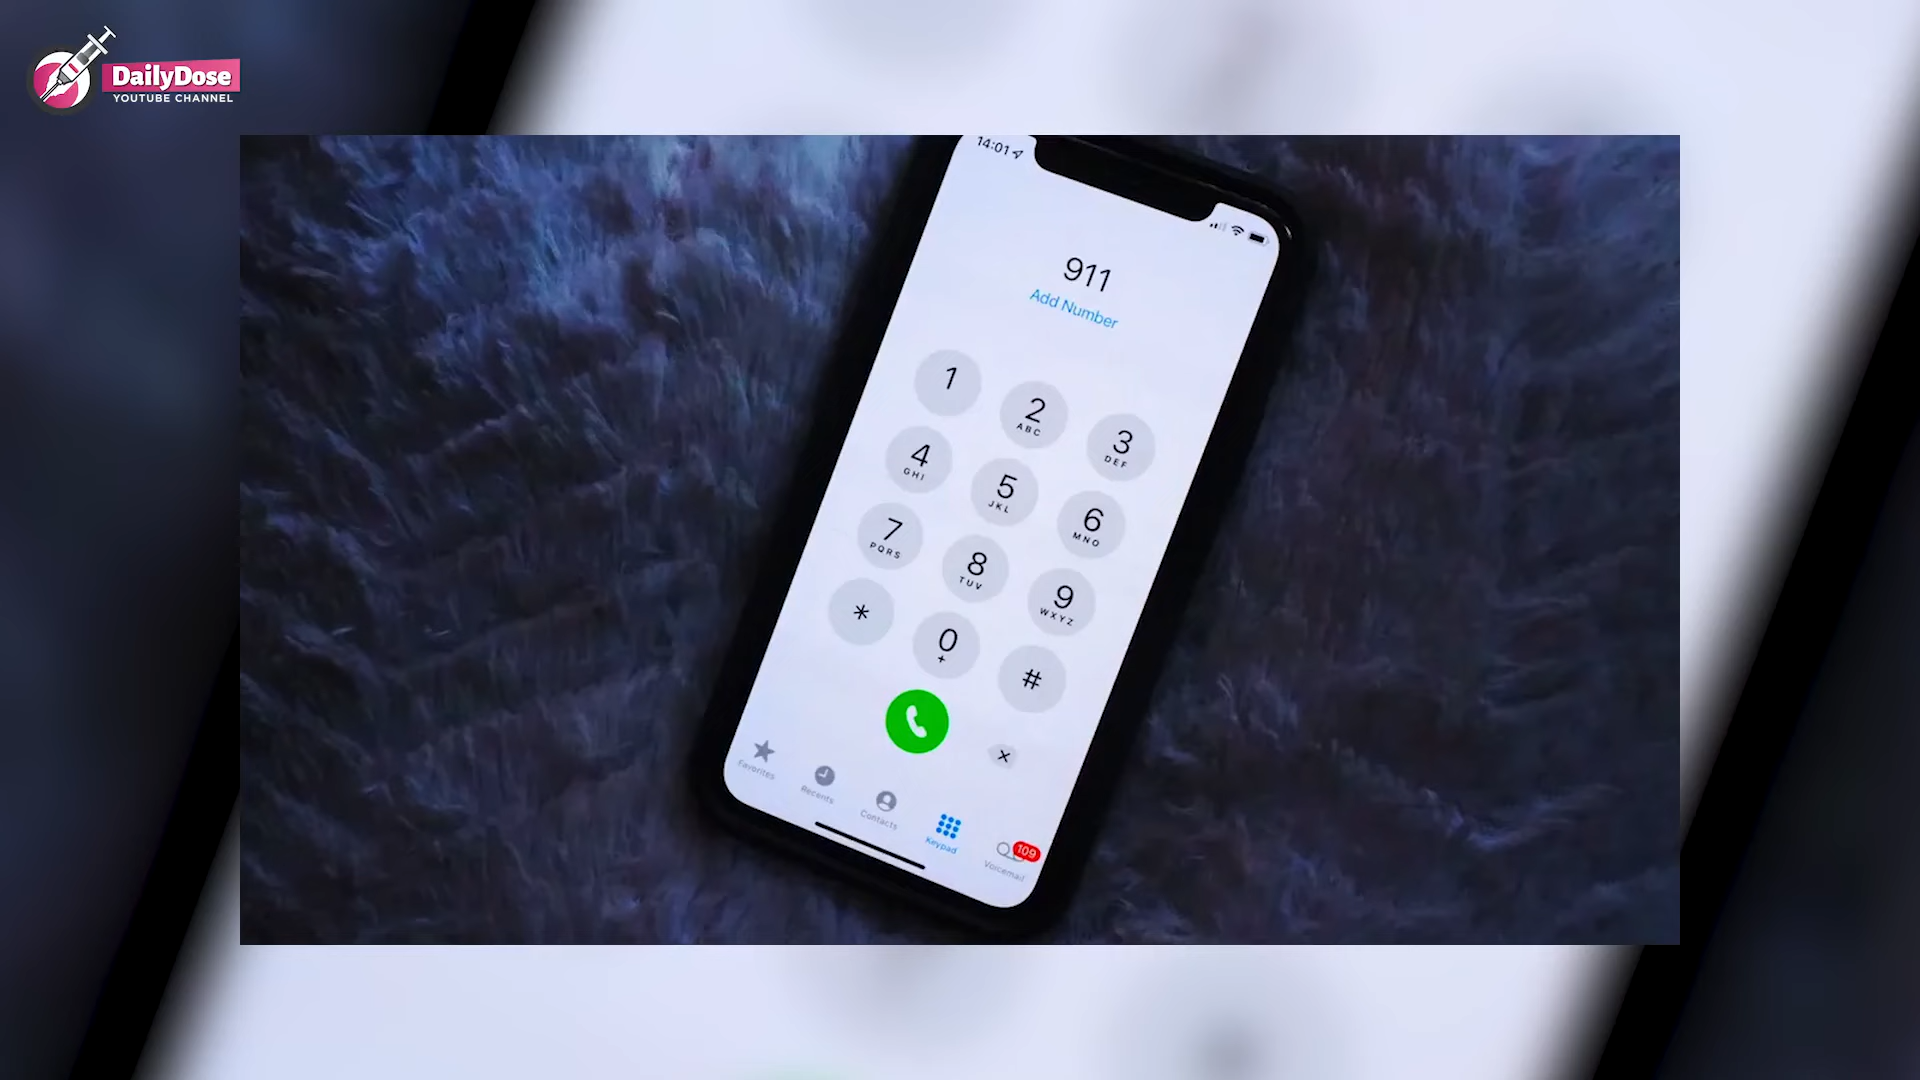 DailyDose
YOUTUBE CHANNEL
14:01
911
Add Number
1
2
ABC
3
DEF
4
GHI
5
JKL
6
MNO
7
PQRS
8
TUV
9
WXYZ
*
0
+
#
Favorites
Recents
Contacts
Keypad
Voicemail
109